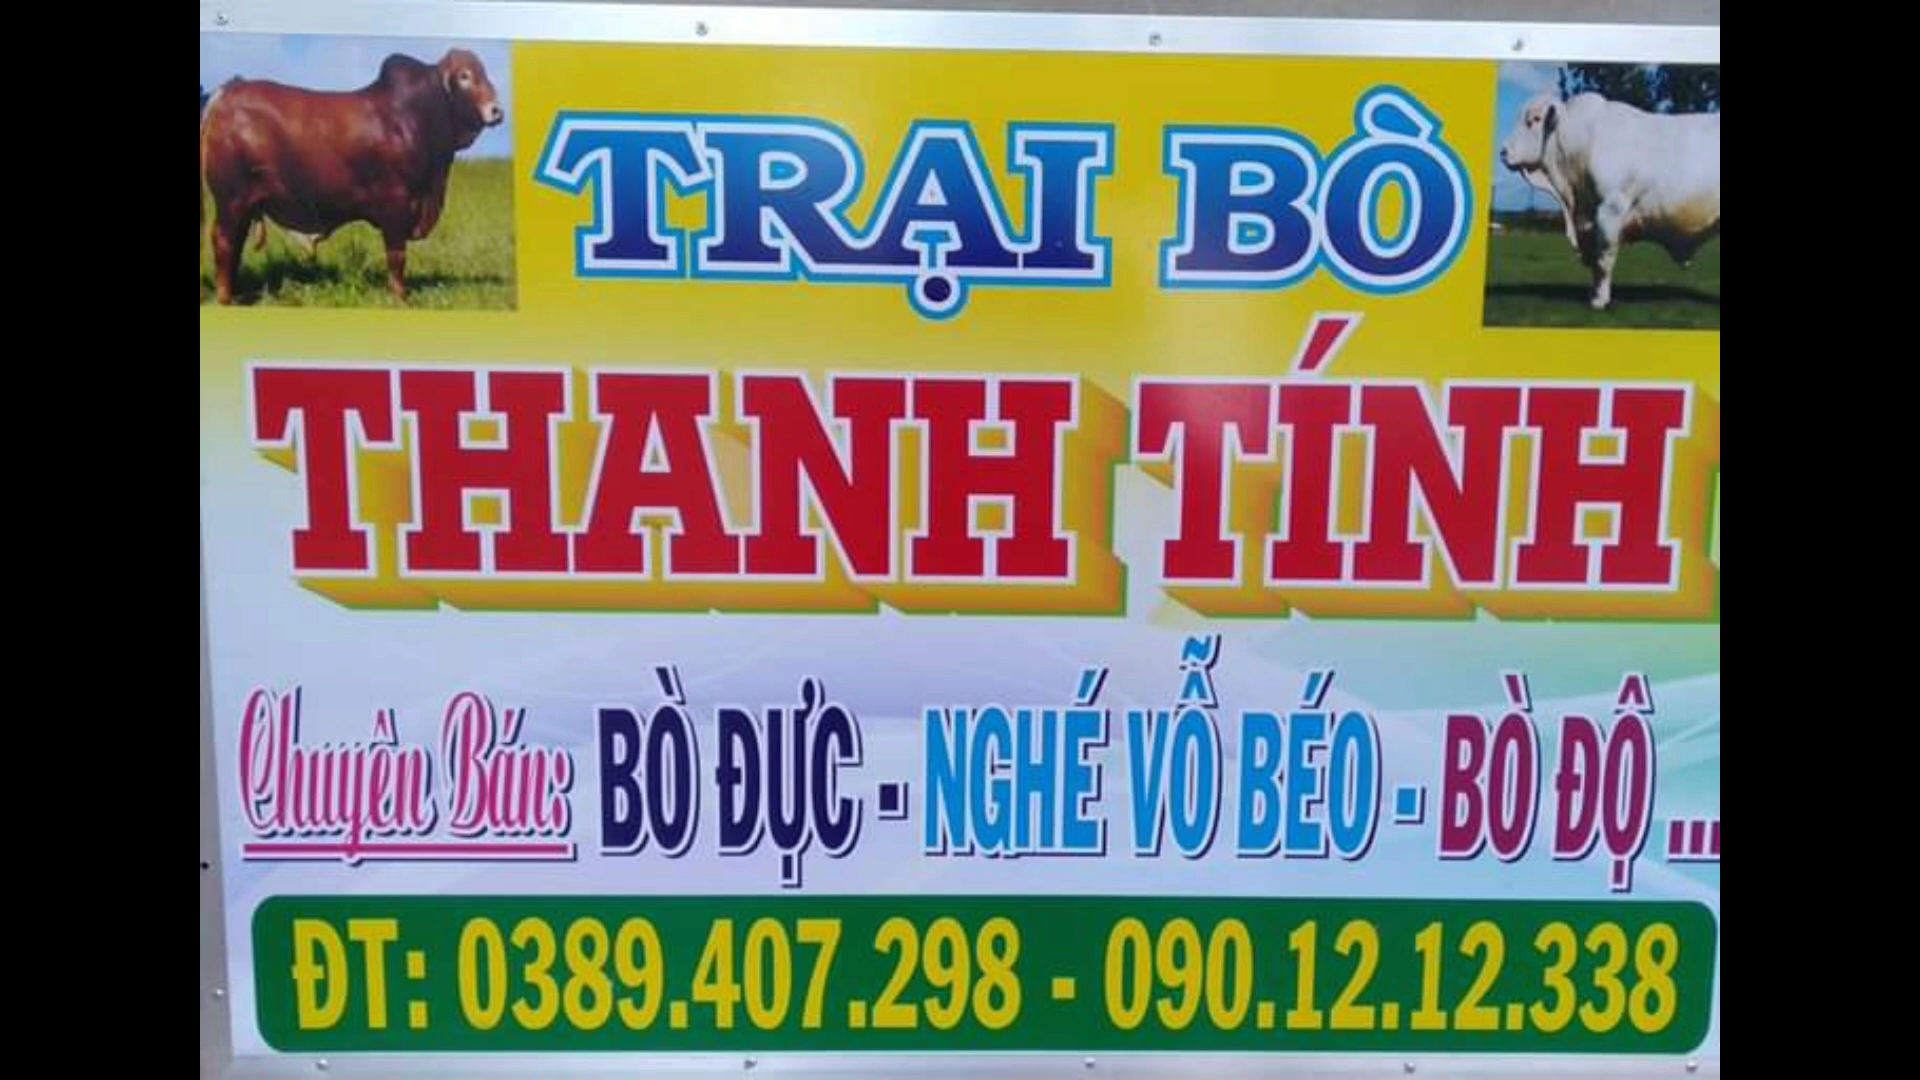 TRẠI BÒ
THANH TÍNH
Chuyên Bán: BÒ ĐỰC - NGHÉ VỖ BÉO - BÒ ĐỘ ...
ĐT: 0389.407.298 - 090.12.12.338